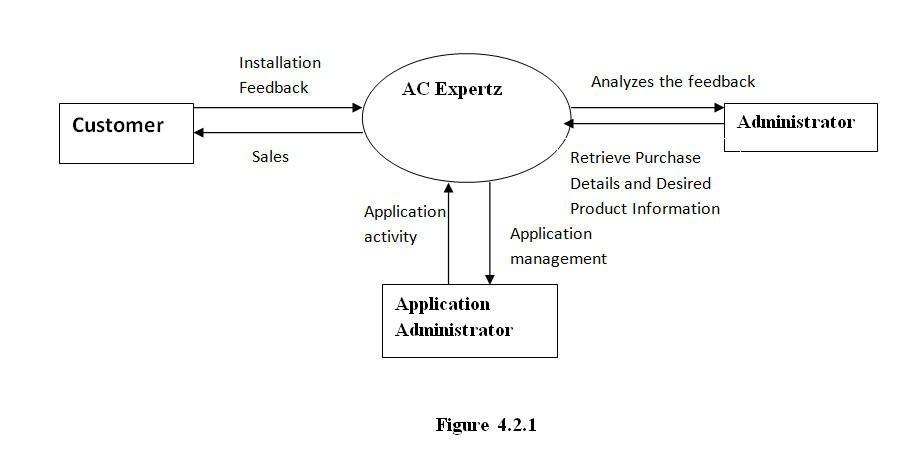 Installation
Feedback
AC Expertz
Analyzes the feedback
Customer
Administrator
Sales
Retrieve Purchase
Details and Desired
Product Information
Application
activity
Application
management
Application
Administrator
Figure 4.2.1